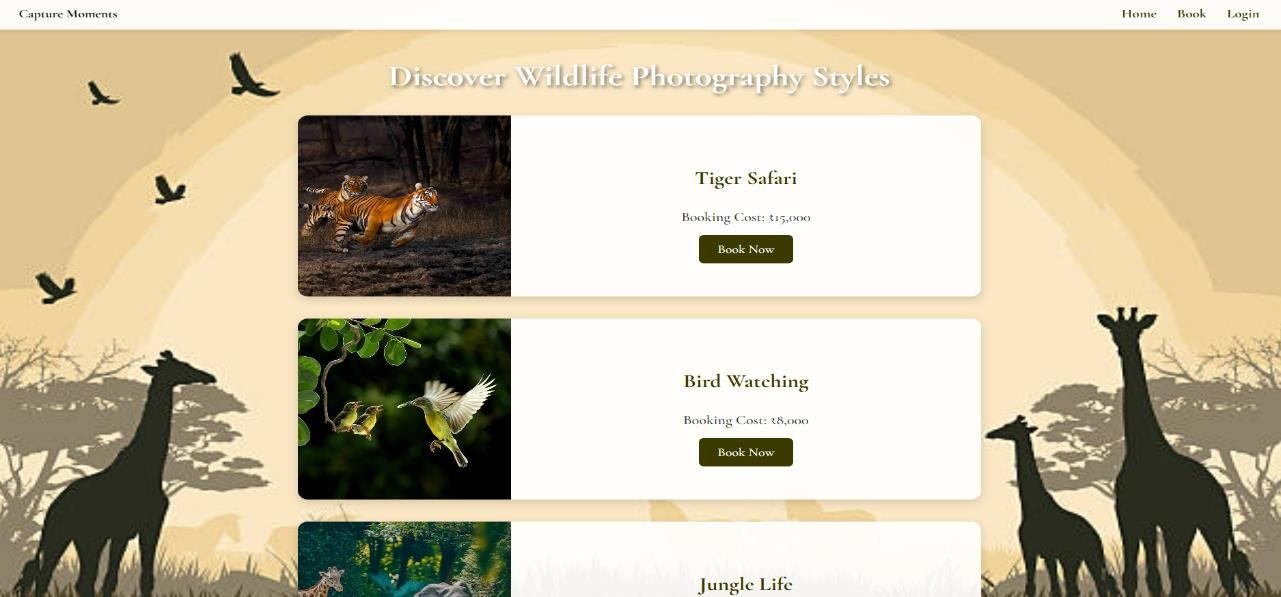 Capture Moments
Home Book Login
Discover Wildlife Photography Styles
Tiger Safari
Booking Cost: ₹15,000
Book Now
Bird Watching
Booking Cost: ₹8,000
Book Now
Jungle Life